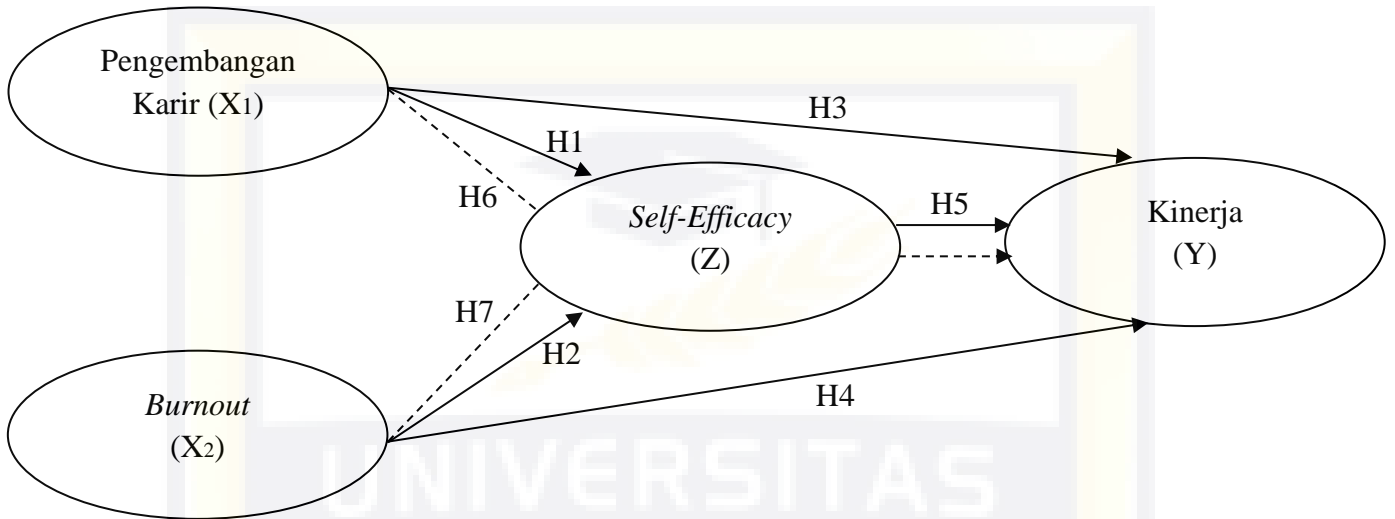 Pengembangan
Karir (X1)
H3
H1
H6
Self-Efficacy
(Z)
H5
Kinerja
(Y)
H7
H2
Burnout
(X2)
H4
UNIVERSITAS